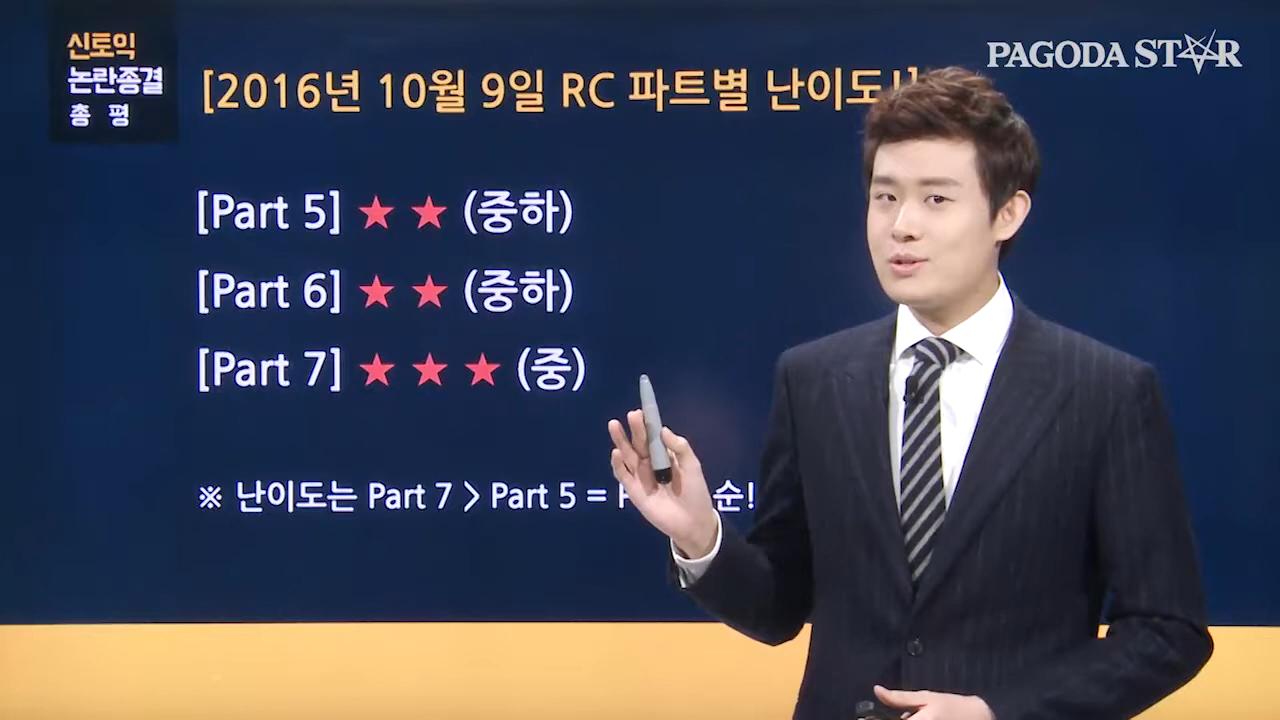 신토익
논란종결
총 평
PAGODA STAR
[2016년 10월 9일 RC 파트별 난이도!]
[Part 5] ★ ★ (중하)
[Part 6] ★ ★ (중하)
[Part 7] ★ ★ ★ (중)
※ 난이도는 Part 7 > Part 5 = 순!